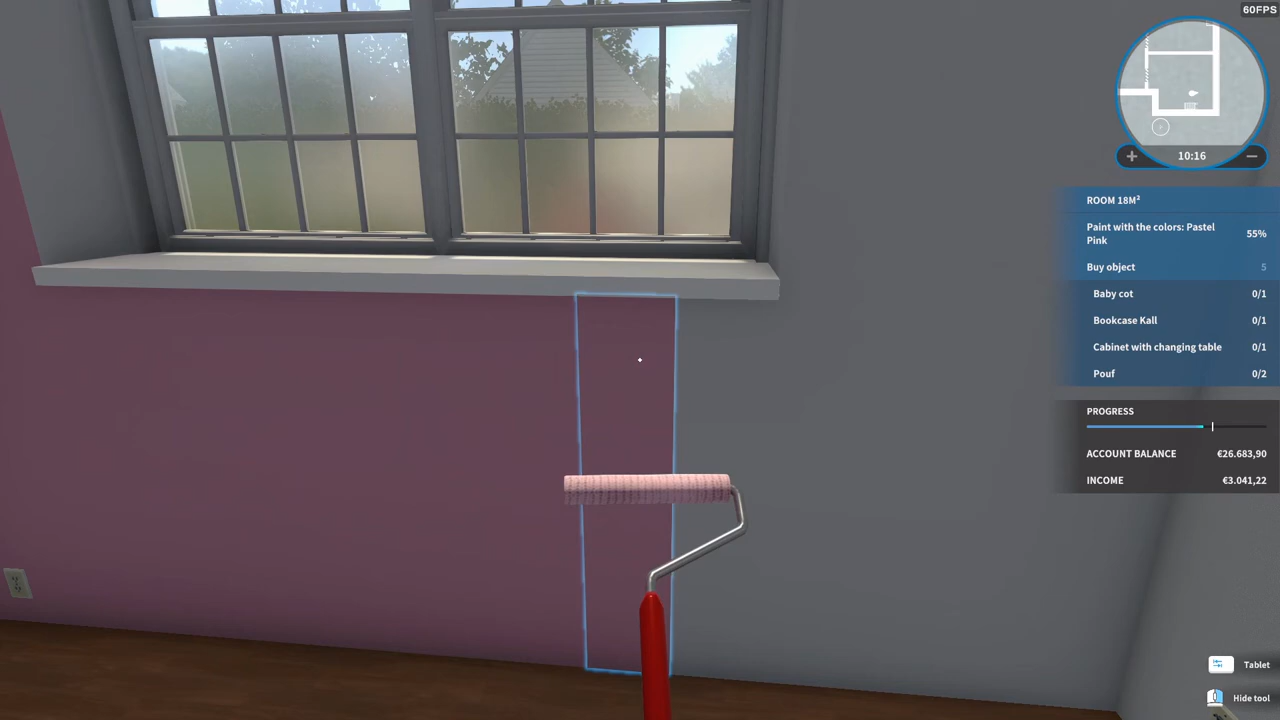 60FPS
10:16
ROOM 18M²
Paint with the colors: Pastel
Pink
55%
Buy object 5
Baby cot 0/1
Bookcase Kall 0/1
Cabinet with changing table 0/1
Pouf 0/2
PROGRESS
ACCOUNT BALANCE €26.683,90
INCOME €3.041,22
Tablet
Hide tool